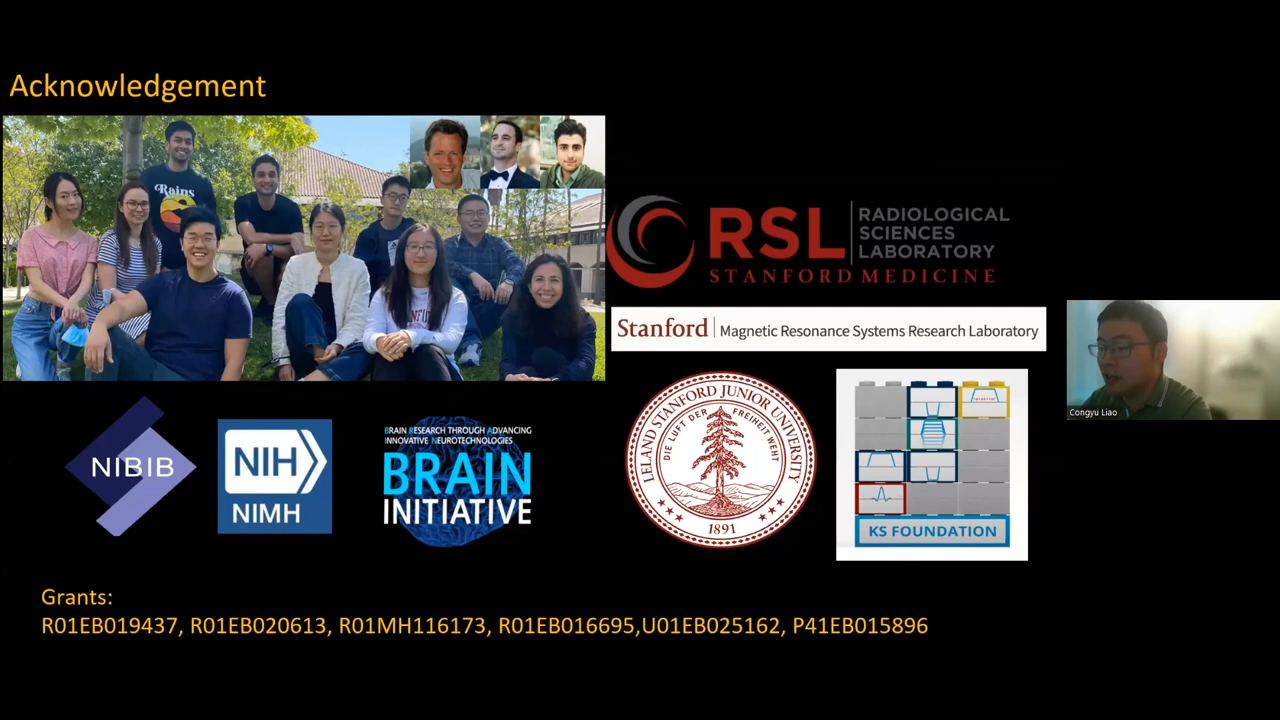 Acknowledgement
Rains
RSL
RADIOLOGICAL
SCIENCES
LABORATORY
STANFORD MEDICINE
Stanford
Magnetic Resonance Systems Research Laboratory
Congyu Liao
NIBIB
NIH
NIMH
BRAIN RESEARCH THROUGH ADVANCING
INNOVATIVE NEUROTECHNOLOGIES
BRAIN
INITIATIVE
LELAND STANFORD JUNIOR UNIVERSITY
DIE LUFT DER FREIHEIT WEHT
1891
KS FOUNDATION
Grants:
R01EB019437, R01EB020613, R01MH116173, R01EB016695,U01EB025162, P41EB015896